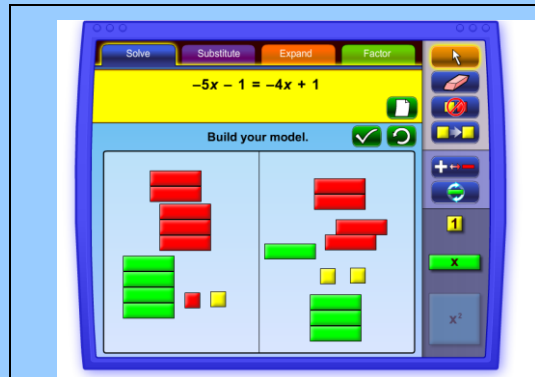 Solve Substitute Expand Factor
−5x − 1 = −4x + 1
Build your model.
1
x
x²